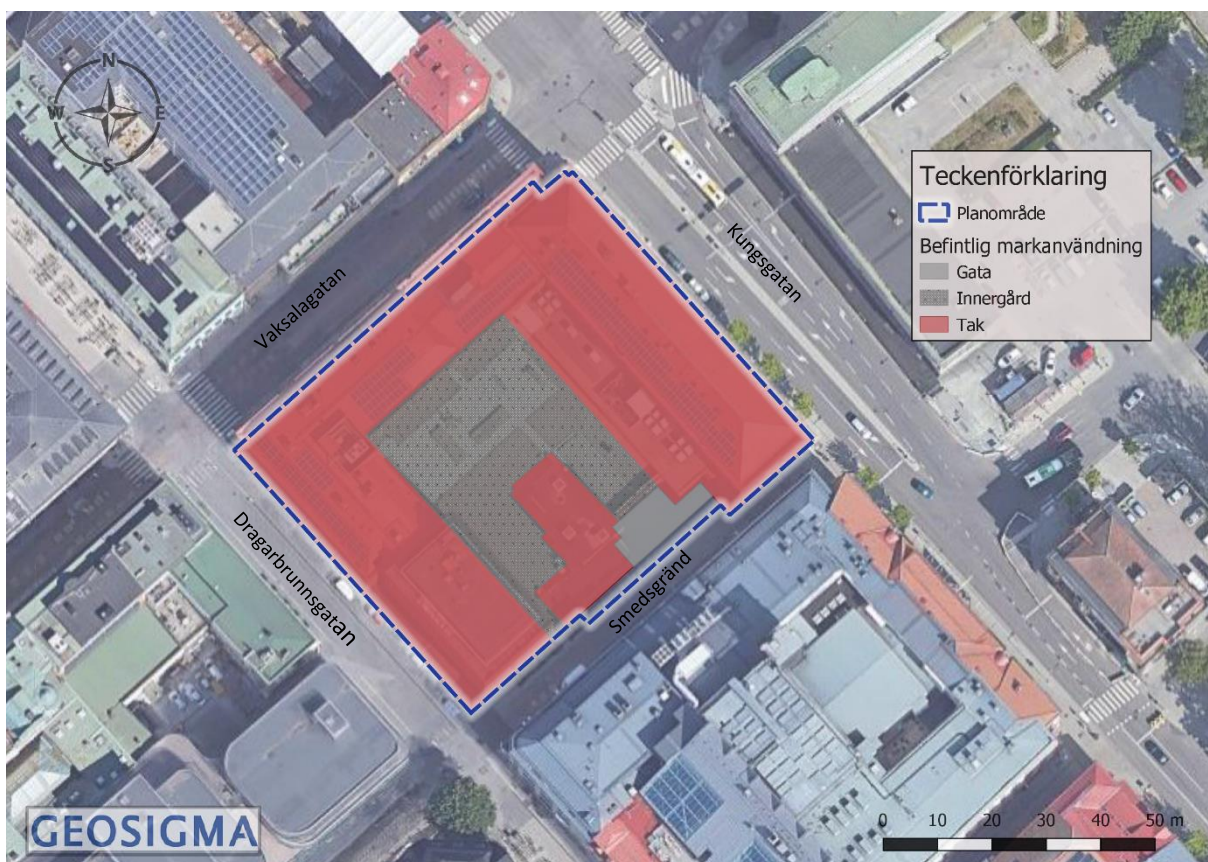 N
W
E
S
Teckenförklaring
Planområde
Befintlig markanvändning
Gata
Innergård
Tak
Vaksalagatan
Kungsgatan
Dragarbrunnsgatan
Smedsgränd
GEOSIGMA
0 10 20 30 40 50 m